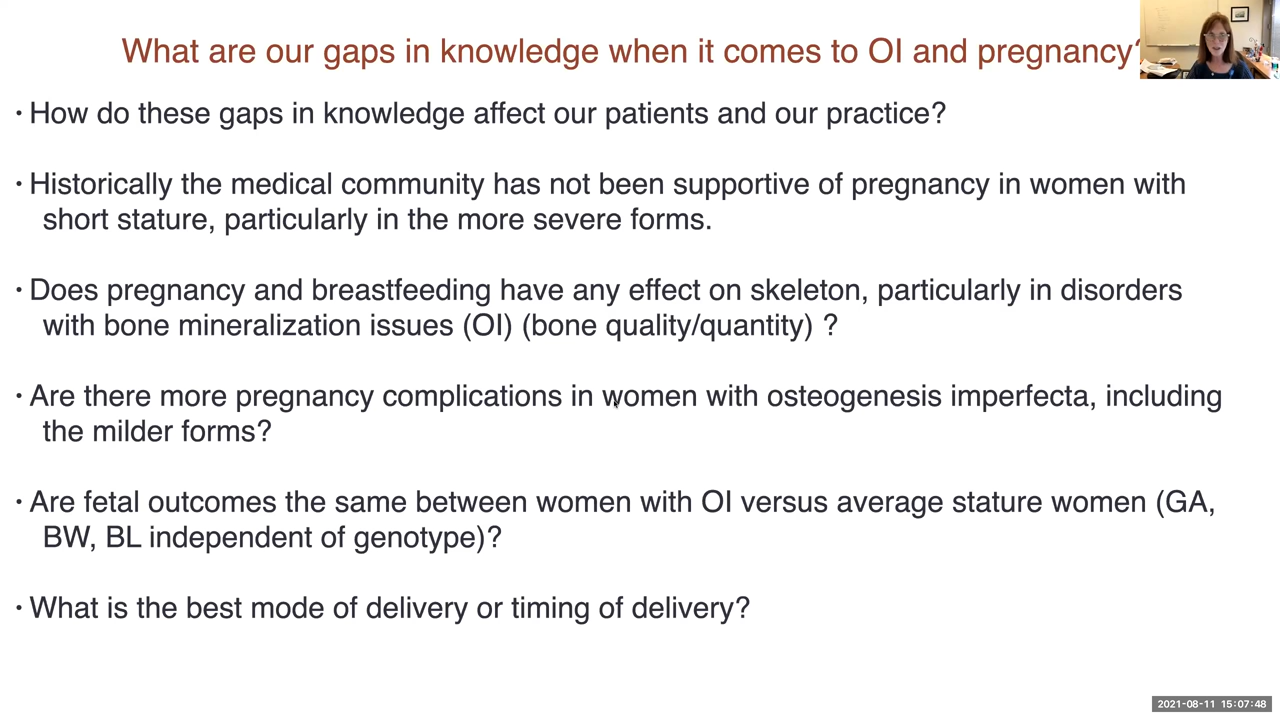 What are our gaps in knowledge when it comes to OI and pregnancy?
· How do these gaps in knowledge affect our patients and our practice?
· Historically the medical community has not been supportive of pregnancy in women with
short stature, particularly in the more severe forms.
· Does pregnancy and breastfeeding have any effect on skeleton, particularly in disorders
with bone mineralization issues (OI) (bone quality/quantity) ?
· Are there more pregnancy complications in women with osteogenesis imperfecta, including
the milder forms?
· Are fetal outcomes the same between women with OI versus average stature women (GA,
BW, BL independent of genotype)?
· What is the best mode of delivery or timing of delivery?
2021-08-11 15:07:48